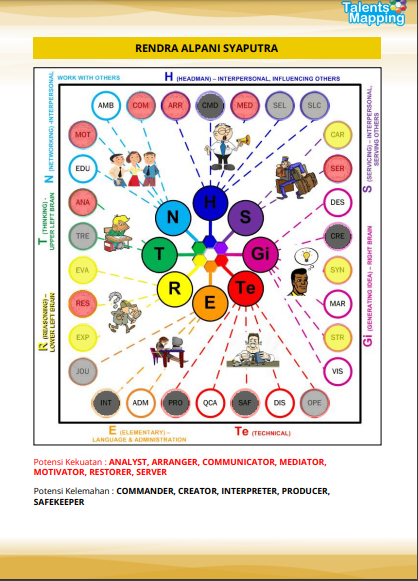 Talents
Mapping
RENDRA ALPANI SYAPUTRA
WORK WITH OTHERS
H (HEADMAN) – INTERPERSONAL, INFLUENCING OTHERS
N (NETWORKING) -INTERPERSONAL
AMB COM ARR CMD MED SEL SLC
S (SERVICING) – INTERPERSONAL,
SERVING OTHERS
MOT CAR
EDU SER
ANA DES
T (THINKING) –
UPPER LEFT BRAIN
TRE CRE
EVA SYN
RES MAR
EXP STR
JOU VIS
R (REASONING) –
LOWER LEFT BRAIN
Gi (GENERATING IDEA) – RIGHT BRAIN
H
N S
T Gi
R Te
E
INT ADM PRO QCA SAF DIS OPE
E (ELEMENTARY) –
LANGUAGE & ADMINISTRATION
Te (TECHNICAL)
Potensi Kekuatan : ANALYST, ARRANGER, COMMUNICATOR, MEDIATOR,
MOTIVATOR, RESTORER, SERVER
Potensi Kelemahan : COMMANDER, CREATOR, INTERPRETER, PRODUCER,
SAFEKEEPER